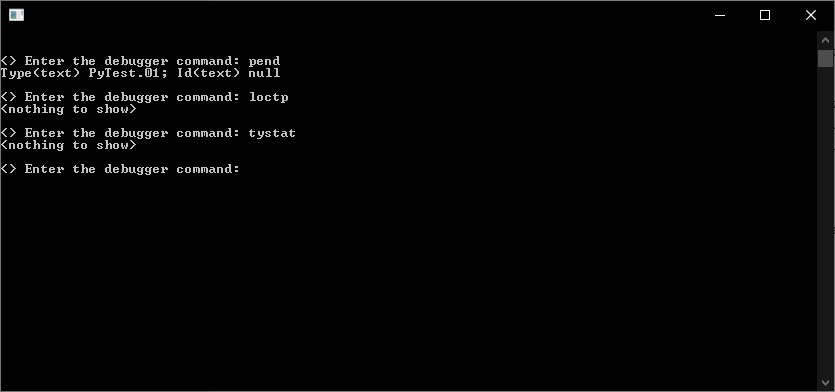 <> Enter the debugger command: pend
Type(text) PyTest.01; Id(text) null
<> Enter the debugger command: loctp
<nothing to show>
<> Enter the debugger command: tystat
<nothing to show>
<> Enter the debugger command: